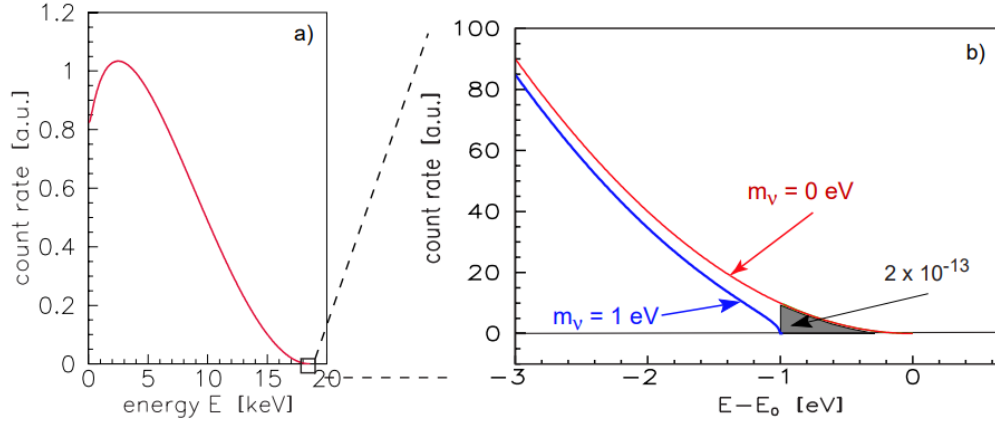 a)
1.2
1
0.8
0.6
0.4
0.2
0
count rate [a.u.]
0 5 10 15 20
energy E [keV]
b)
100
80
60
40
20
0
count rate [a.u.]
mν = 0 eV
2 x 10⁻¹³
mν = 1 eV
−3 −2 −1 0
E−E₀ [eV]